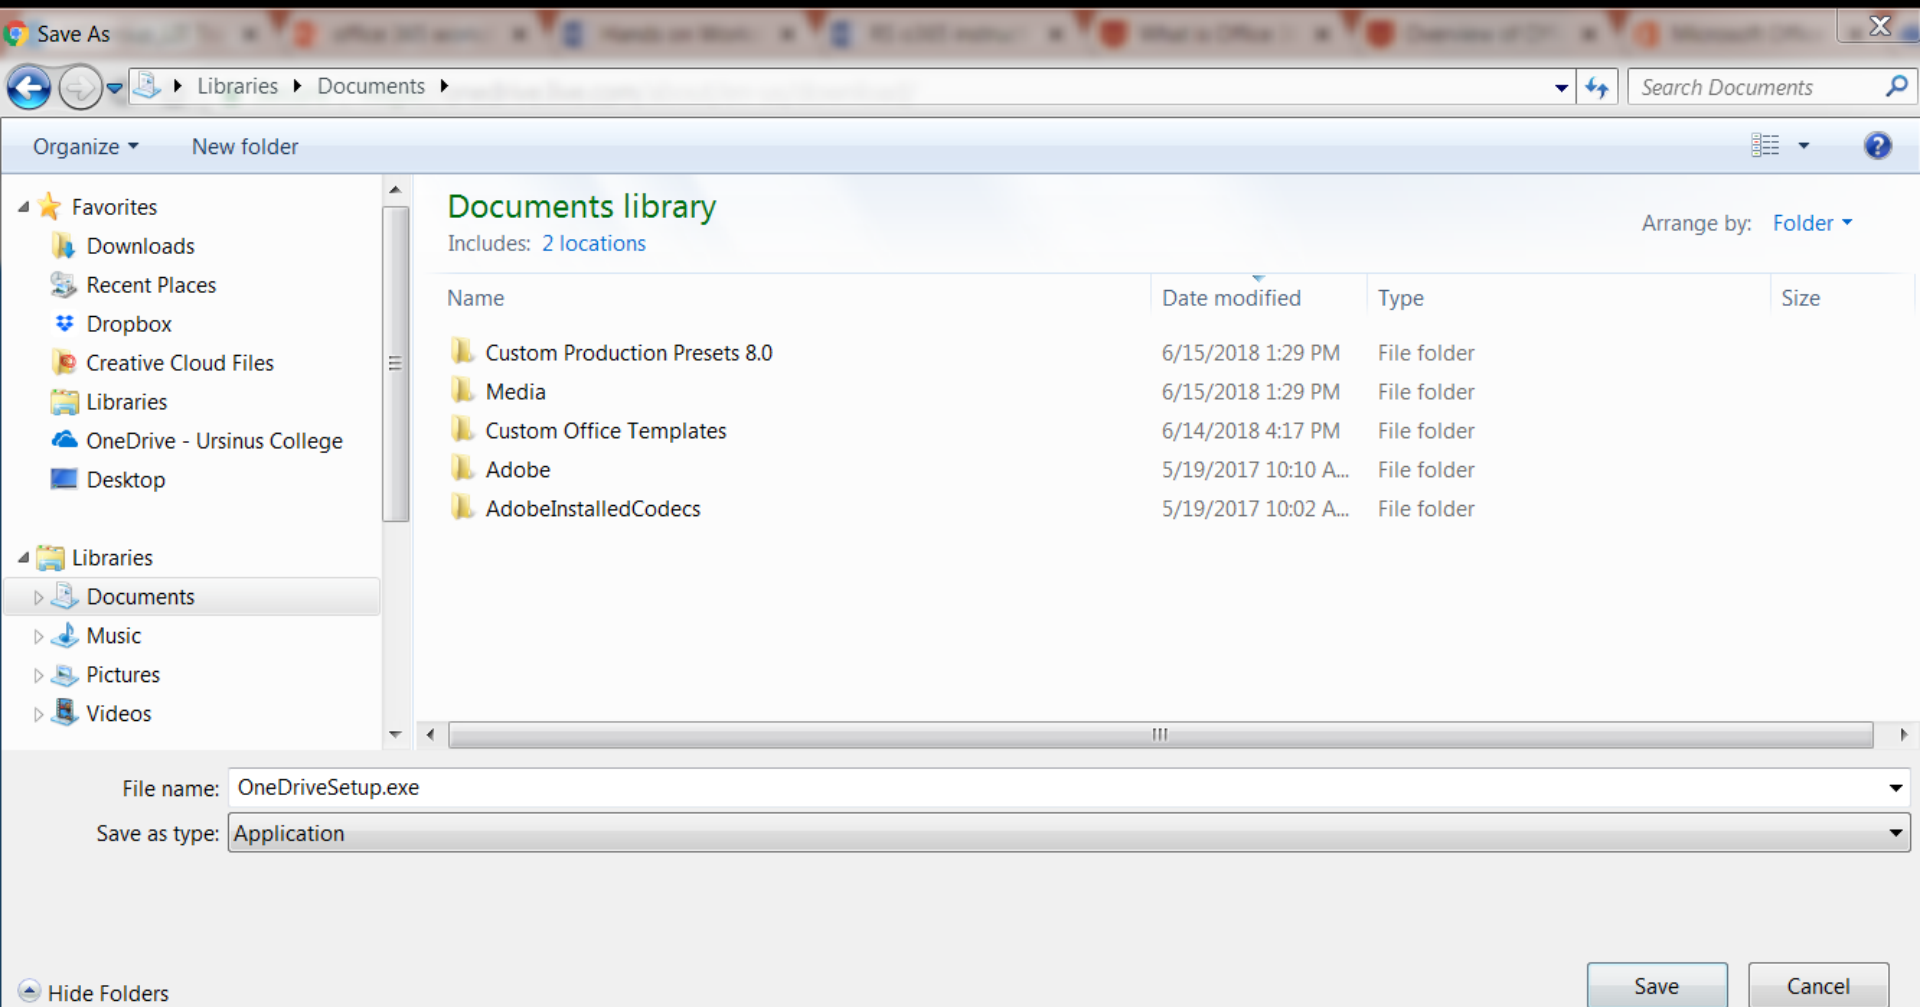 Save As
Libraries Documents
Search Documents
Organize New folder
Favorites
Downloads
Recent Places
Dropbox
Creative Cloud Files
Libraries
OneDrive - Ursinus College
Desktop
Libraries
Documents
Music
Pictures
Videos
Documents library
Includes: 2 locations
Arrange by: Folder
Name Date modified Type Size
Custom Production Presets 8.0 6/15/2018 1:29 PM File folder
Media 6/15/2018 1:29 PM File folder
Custom Office Templates 6/14/2018 4:17 PM File folder
Adobe 5/19/2017 10:10 A... File folder
AdobeInstalledCodecs 5/19/2017 10:02 A... File folder
File name: OneDriveSetup.exe
Save as type: Application
Hide Folders
Save Cancel